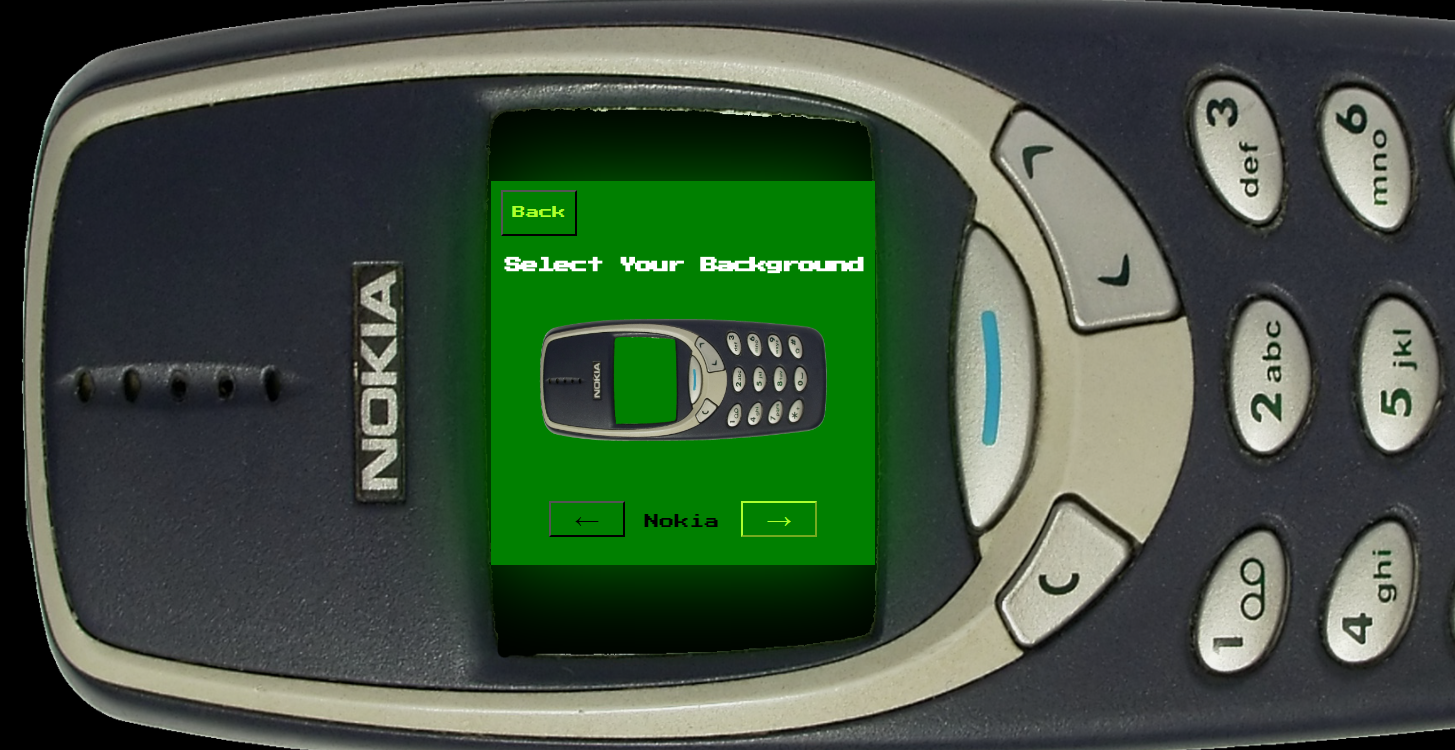 Back
Select Your Background
← Nokia →
NOKIA
3 def
6 mno
2 abc
5 jkl
1
4 ghi
C
NOKIA